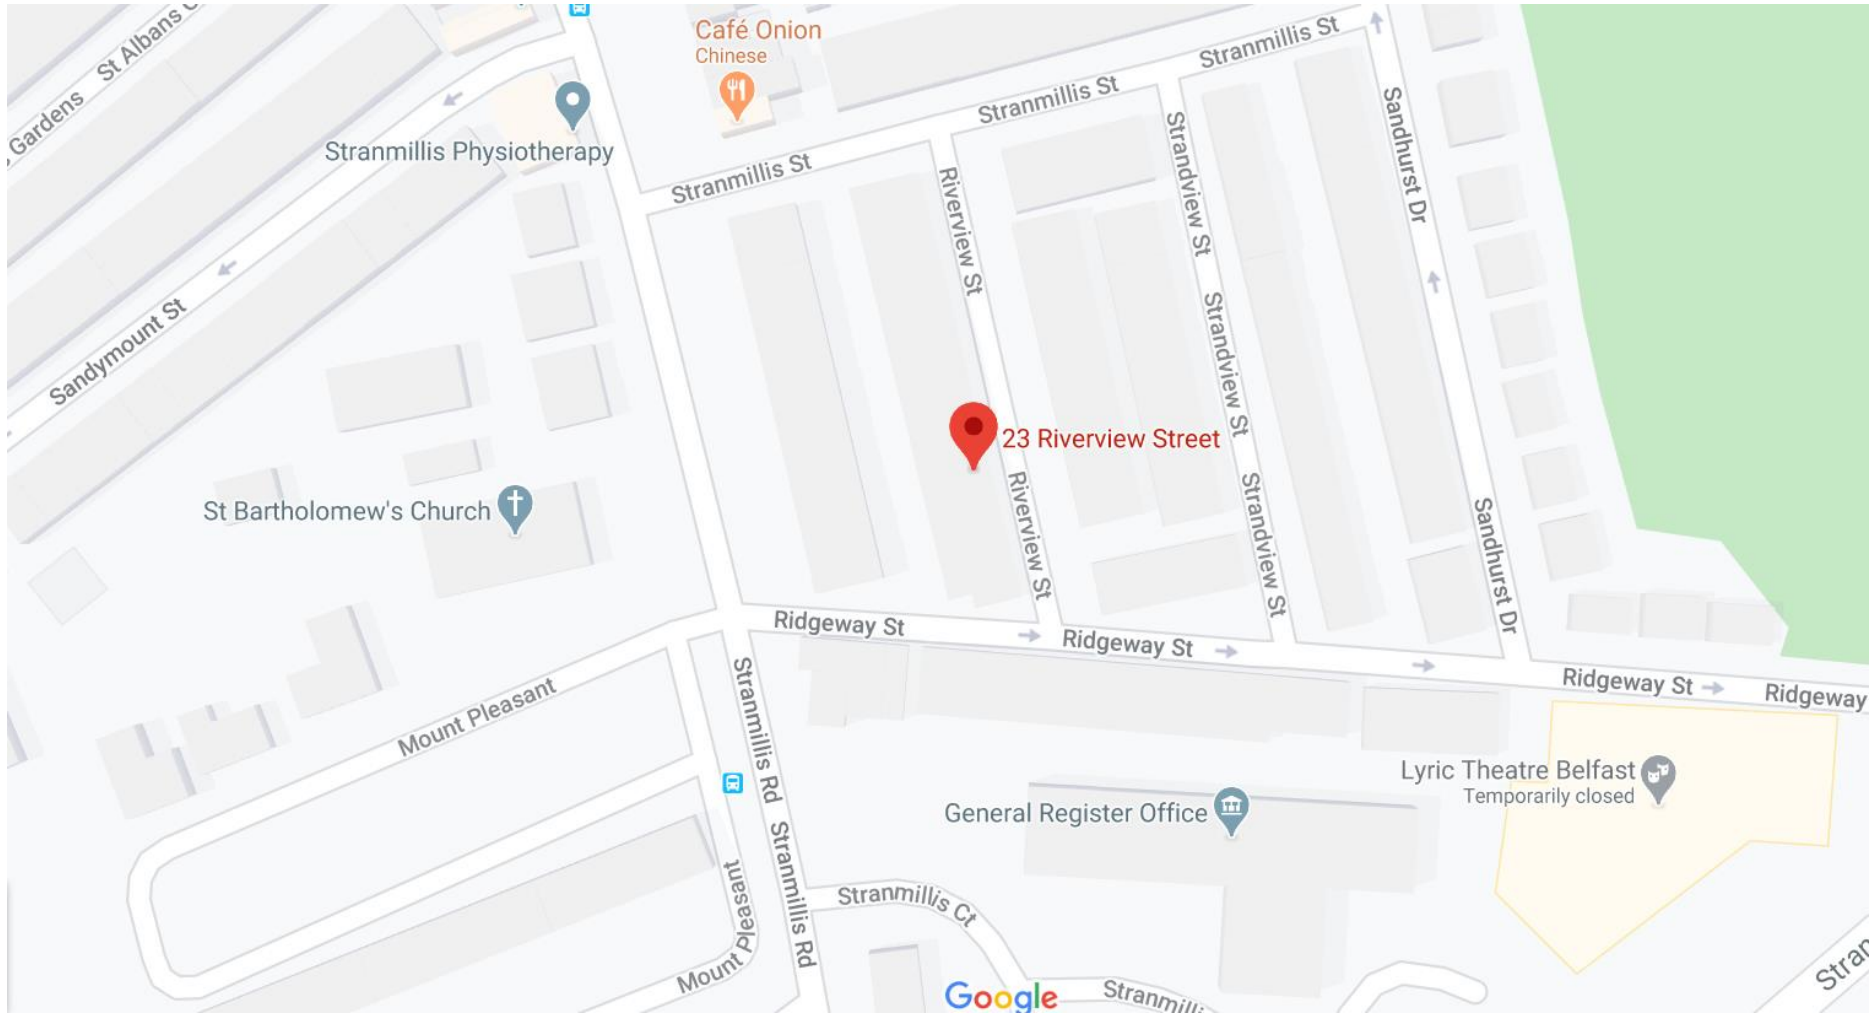 St Albans G
Gardens
Café Onion
Chinese
Stranmillis St
Stranmillis St
Stranmillis St
Stranmillis Physiotherapy
Riverview St
Strandview St
Sandhurst Dr
Sandymount St
Strandview St
23 Riverview Street
Riverview St
Strandview St
Sandhurst Dr
St Bartholomew's Church
Ridgeway St
Ridgeway St
Ridgeway St
Ridgeway
Mount Pleasant
Stranmillis Rd
Lyric Theatre Belfast
Temporarily closed
General Register Office
Stranmillis Rd
Stranmillis Ct
Mount Pleasant
Google
Stranmilli
Stran